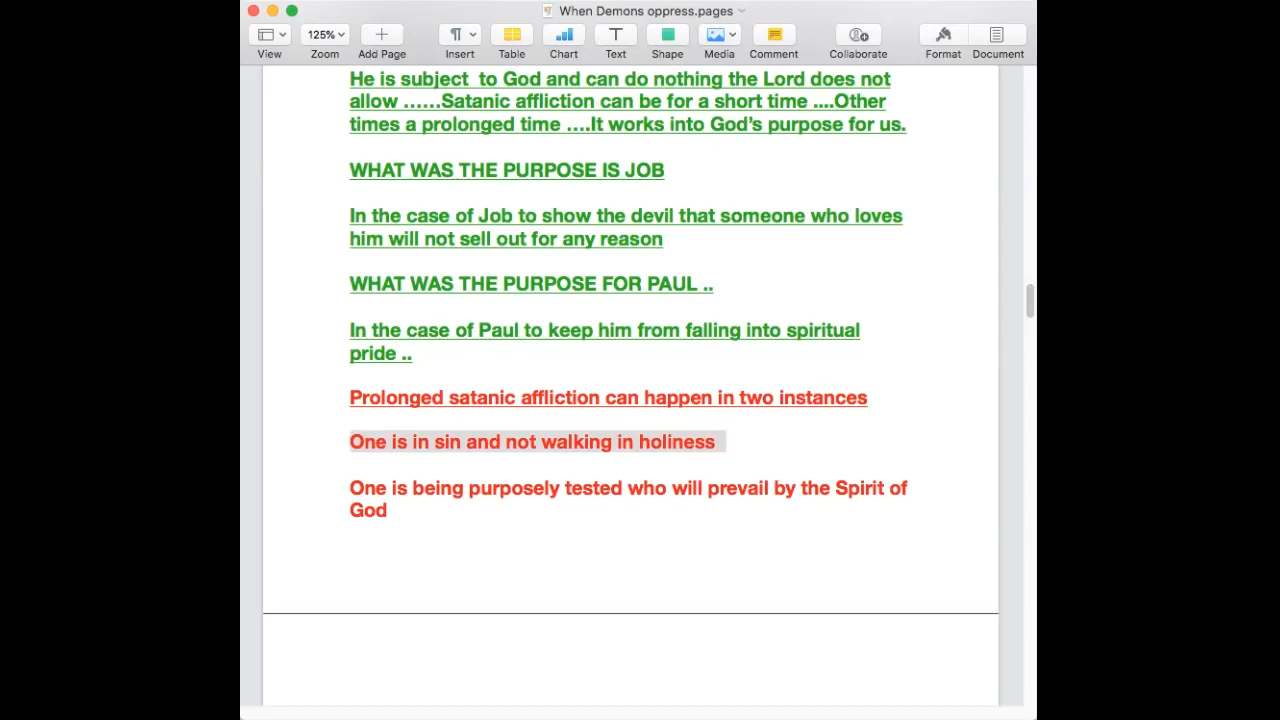 When Demons oppress.pages
125%
View
Zoom
Add Page
Insert
Table
Chart
Text
Shape
Media
Comment
Collaborate
Format
Document
He is subject  to God and can do nothing the Lord does not
allow ……Satanic affliction can be for a short time ....Other
times a prolonged time ….It works into God’s purpose for us.
WHAT WAS THE PURPOSE IS JOB
In the case of Job to show the devil that someone who loves
him will not sell out for any reason
WHAT WAS THE PURPOSE FOR PAUL ..
In the case of Paul to keep him from falling into spiritual
pride ..
Prolonged satanic affliction can happen in two instances
One is in sin and not walking in holiness
One is being purposely tested who will prevail by the Spirit of
God